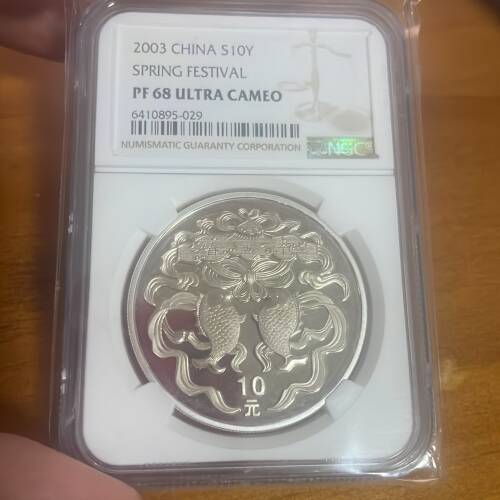 2003 CHINA S10Y
SPRING FESTIVAL
PF 68 ULTRA CAMEO
6410895-029
NUMISMATIC GUARANTY CORPORATION
NGC
10
元